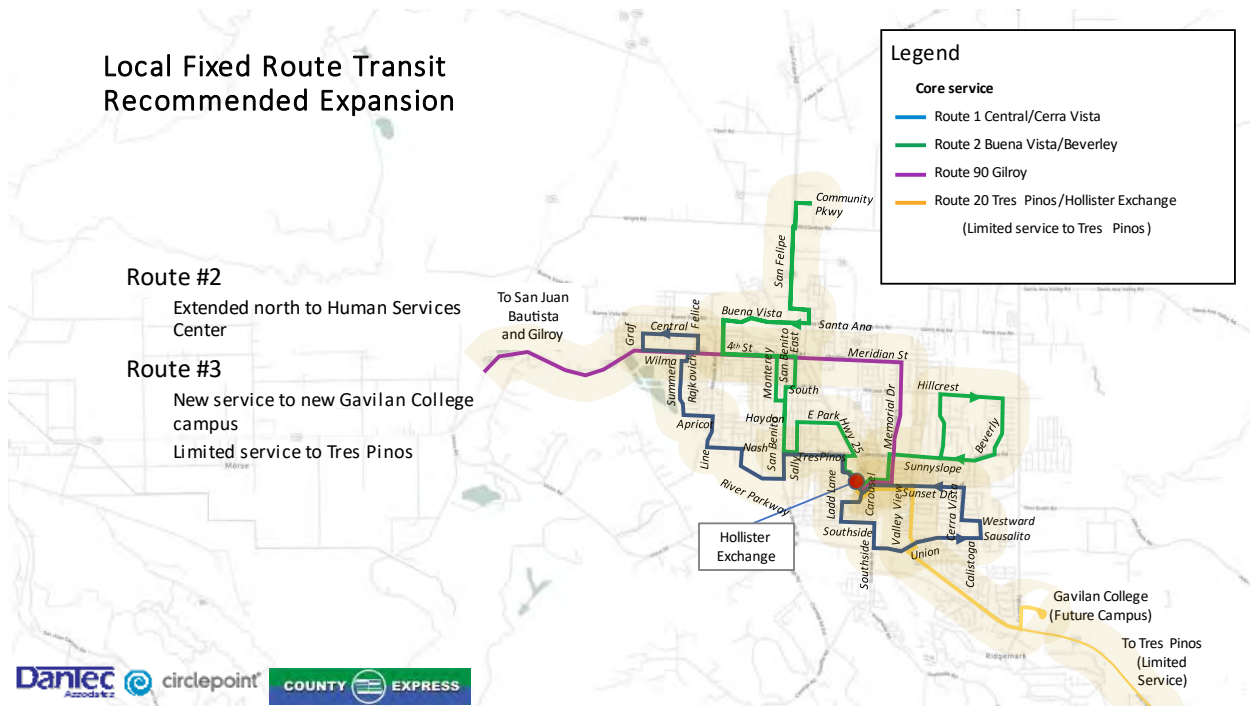 Local Fixed Route Transit
Recommended Expansion
Legend
Core service
Route 1 Central/Cerra Vista
Route 2 Buena Vista/Beverley
Route 90 Gilroy
Route 20 Tres Pinos/Hollister Exchange
(Limited service to Tres Pinos)
Route #2
Extended north to Human Services
Center
Route #3
New service to new Gavilan College
campus
Limited service to Tres Pinos
To San Juan
Bautista
and Gilroy
Community
Pkwy
San Felipe
Buena Vista
Santa Ana
Graf
Central
Felice
Wilma
4th St
Meridian St
Summer
Rajkovich
Monterey
San Benito
East
South
Memorial Dr
Hillcrest
Beverly
Apricot
Haydon
E Park
Hwy 25
Line
Nash
San Benito
Sally
TresPinos
Sunnyslope
River Parkway
Ladd Lane
Carousel
Valley View
Sunset Dr
Cerra Vista
Westward
Sausalito
Southside
Southside
Union
Calistoga
Hollister
Exchange
Gavilan College
(Future Campus)
To Tres Pinos
(Limited
Service)
Ridgemark
Morse
Dantec
Associates
circlepoint
COUNTY EXPRESS